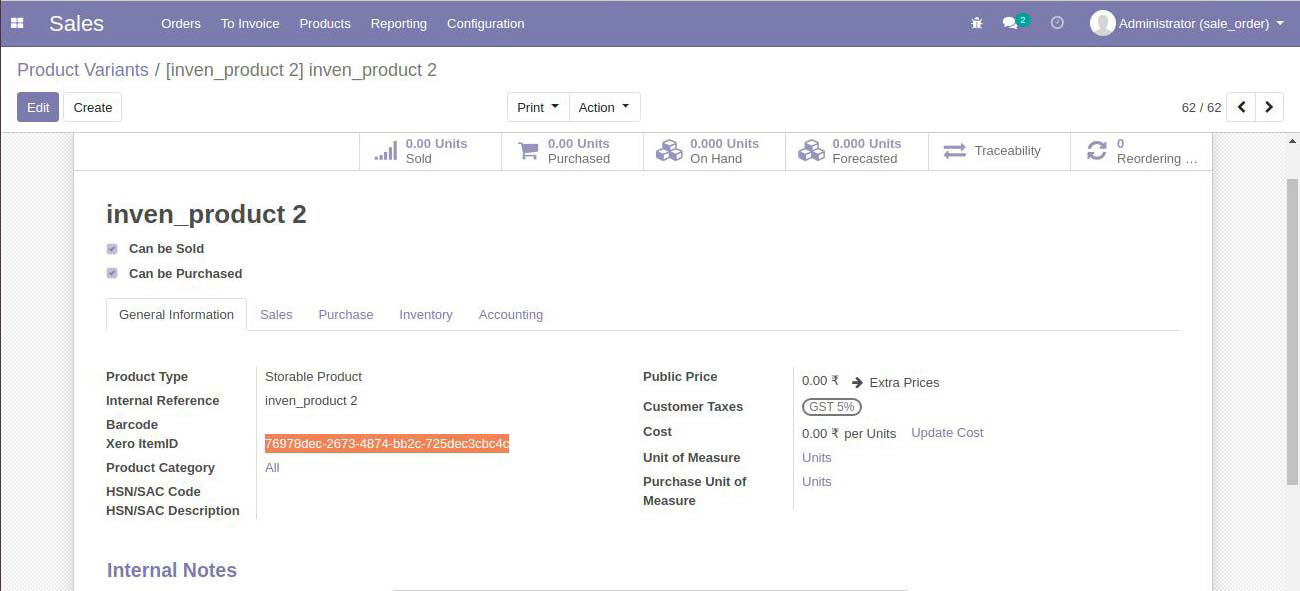 Sales Orders To Invoice Products Reporting Configuration 2 Administrator (sale_order)
Product Variants / [inven_product 2] inven_product 2
Edit Create Print Action 62 / 62
0.00 Units Sold
0.00 Units Purchased
0.000 Units On Hand
0.000 Units Forecasted
Traceability
0 Reordering ...
inven_product 2
Can be Sold
Can be Purchased
General Information Sales Purchase Inventory Accounting
Product Type Storable Product
Internal Reference inven_product 2
Barcode
Xero ItemID 76978dec-2673-4874-bb2c-725dec3cbc4c
Product Category All
HSN/SAC Code
HSN/SAC Description
Public Price 0.00 ₹ Extra Prices
Customer Taxes GST 5%
Cost 0.00 ₹ per Units Update Cost
Unit of Measure Units
Purchase Unit of Units
Measure
Internal Notes